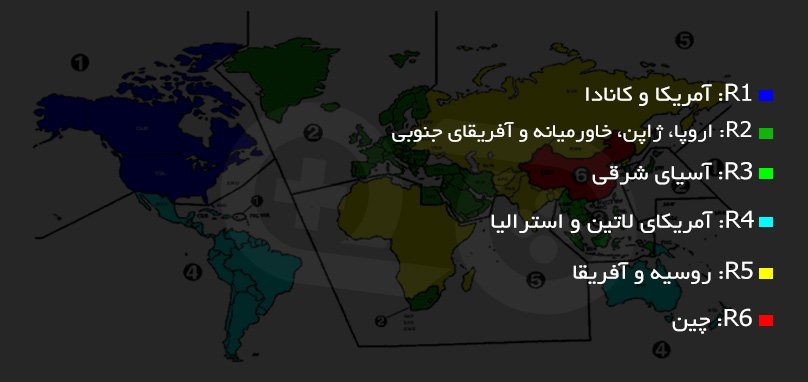 R1: آمریکا و کانادا
R2: اروپا، ژاپن، خاورمیانه و آفریقای جنوبی
R3: آسیای شرقی
R4: آمریکای لاتین و استرالیا
R5: روسیه و آفریقا
R6: چین
1
5
2
6
1
4
5
2
4